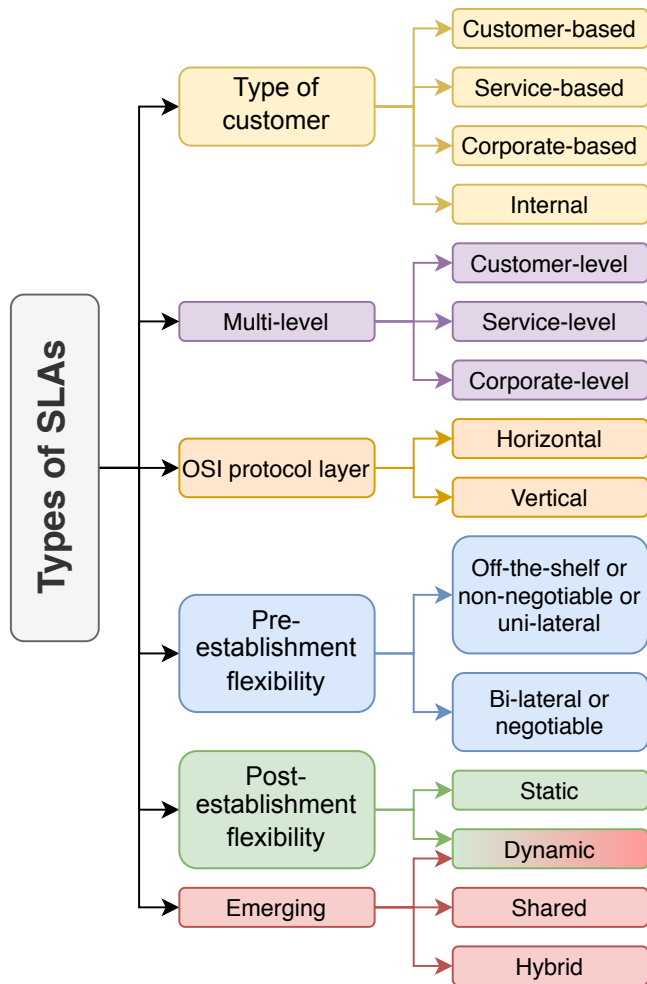 Types of SLAs
Type of
customer
Customer-based
Service-based
Corporate-based
Internal
Multi-level
Customer-level
Service-level
Corporate-level
OSI protocol layer
Horizontal
Vertical
Pre-
establishment
flexibility
Off-the-shelf or
non-negotiable or
uni-lateral
Bi-lateral or
negotiable
Post-
establishment
flexibility
Static
Dynamic
Emerging
Shared
Hybrid